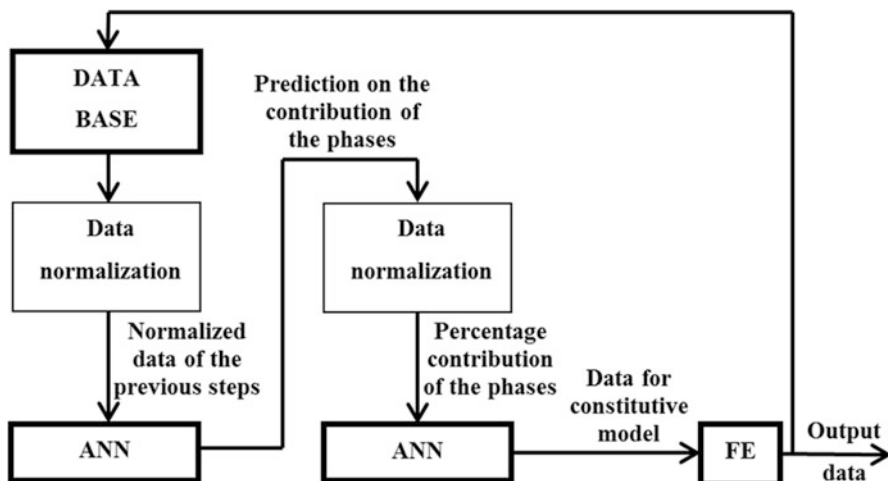 DATA
BASE
Prediction on the
contribution of
the phases
Data
normalization
Data
normalization
Normalized
data of the
previous steps
Percentage
contribution
of the phases
Data for
constitutive
model
ANN
ANN
FE
Output
data